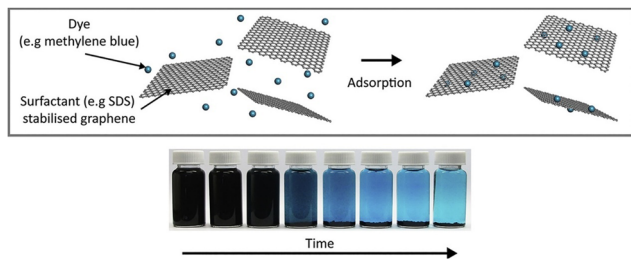 Dye
(e.g methylene blue)
Surfactant (e.g SDS)
stabilised graphene
Adsorption
Time